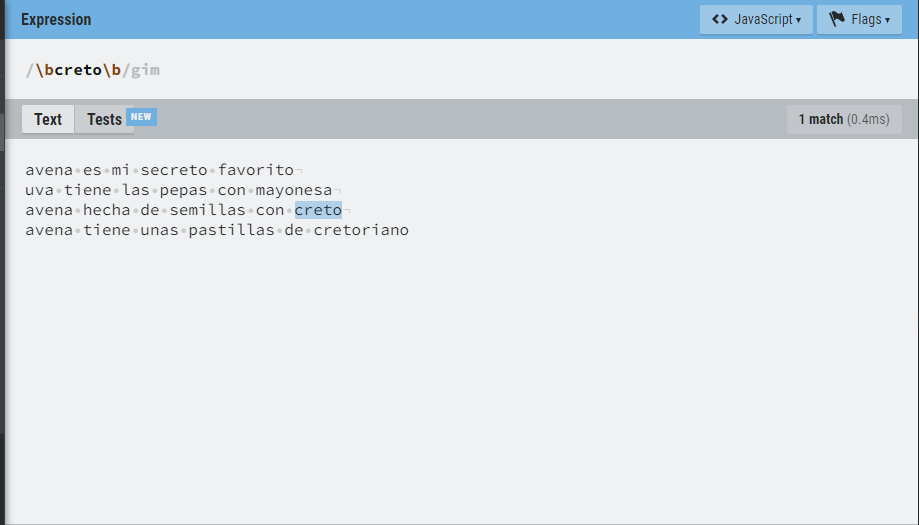 Expression
<> JavaScript ▾
Flags ▾
/\bcreto\b/gim
Text
Tests
NEW
1 match (0.4ms)
avena·es·mi·secreto·favorito¬
uva·tiene·las·pepas·con·mayonesa¬
avena·hecha·de·semillas·con·creto¬
avena·tiene·unas·pastillas·de·cretoriano